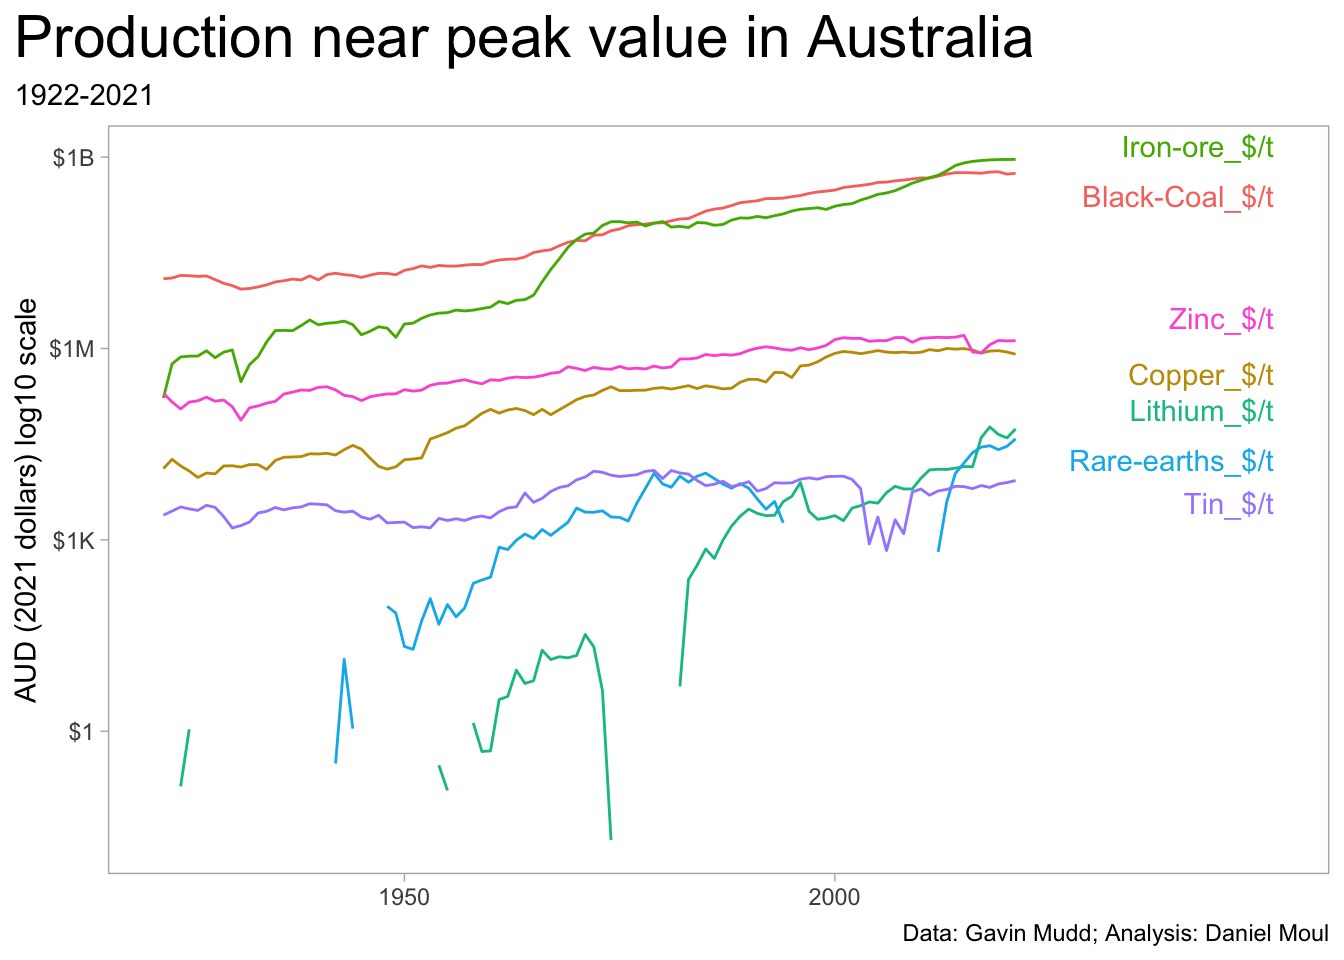 Production near peak value in Australia
1922-2021
AUD (2021 dollars) log10 scale
$1B
$1M
$1K
$1
Iron-ore_$/t
Black-Coal_$/t
Zinc_$/t
Copper_$/t
Lithium_$/t
Rare-earths_$/t
Tin_$/t
1950
2000
Data: Gavin Mudd; Analysis: Daniel Moul